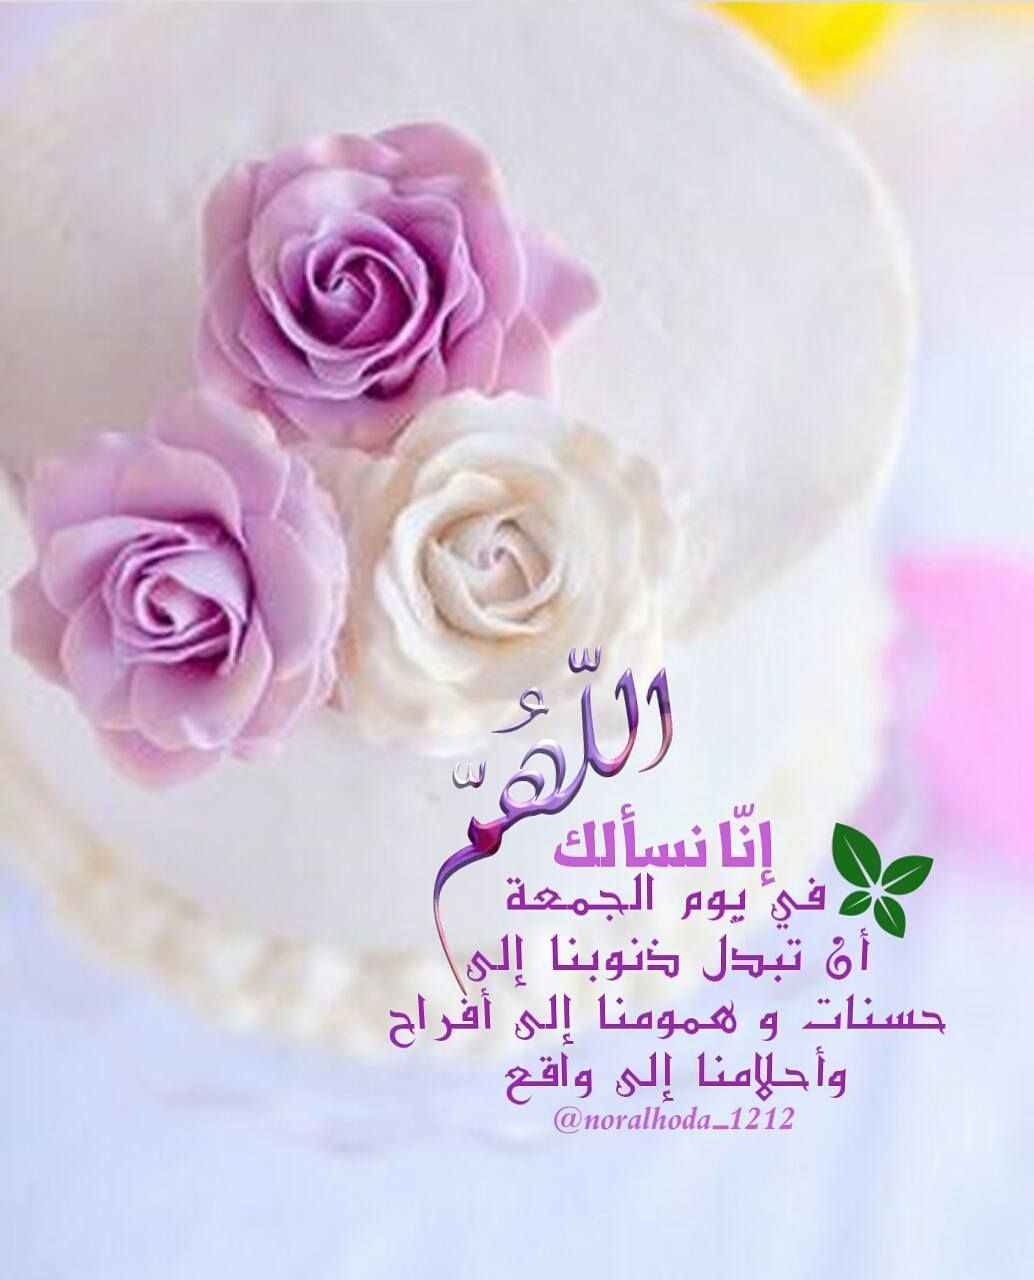 اللّهُمّ
إنّا نسألك
في يوم الجمعة
أن تبدل ذنوبنا إلى
حسنات و همومنا إلى أفراح
وأحلامنا إلى واقع
@noralhoda_1212